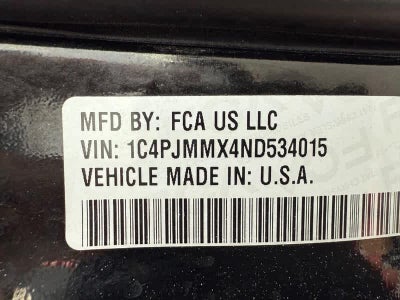 MFD BY: FCA US LLC
VIN: 1C4PJMMX4ND534015
VEHICLE MADE IN: U.S.A.